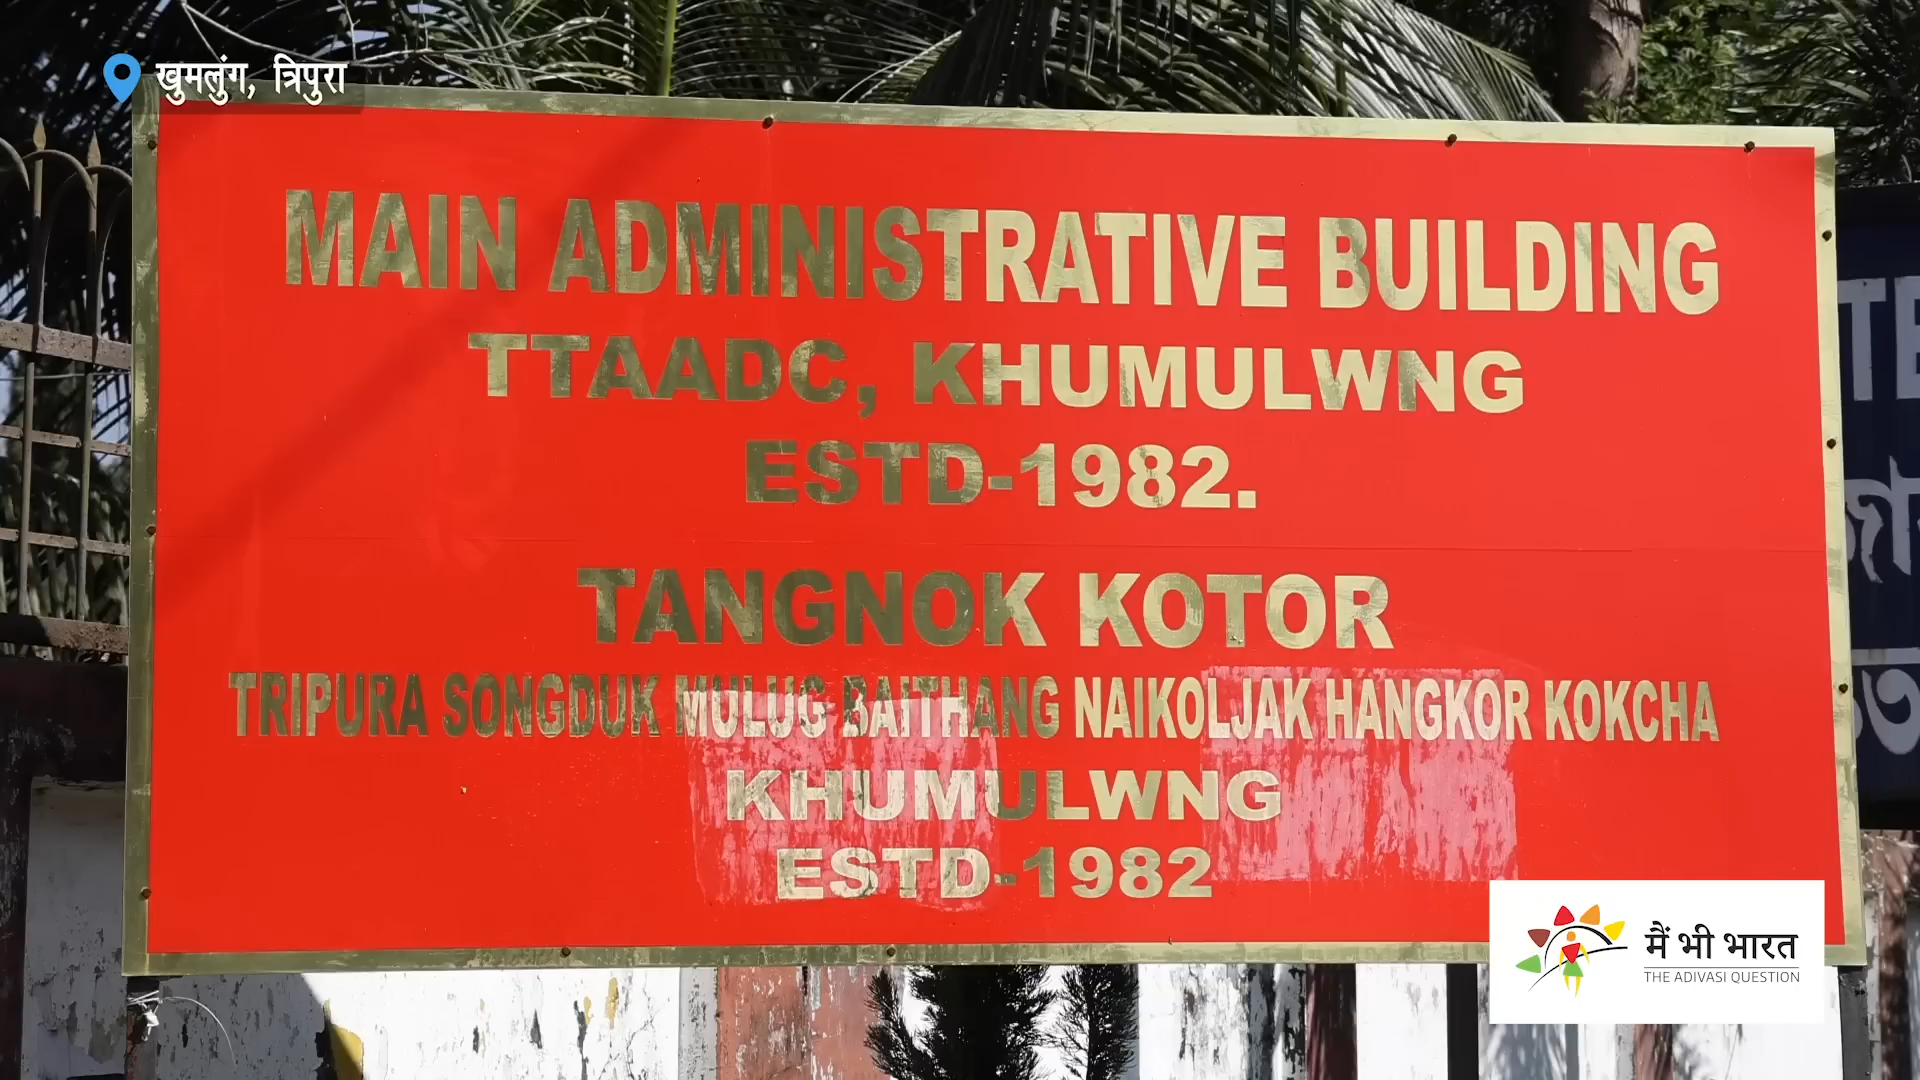 खुमलुंग, त्रिपुरा
MAIN ADMINISTRATIVE BUILDING
TTAADC, KHUMULWNG
ESTD-1982.
TANGNOK KOTOR
TRIPURA SONGDUK MULUG BAITHANG NAIKOLJAK HANGKOR KOKCHA
KHUMULWNG
ESTD-1982
TE
मैं भी भारत
THE ADIVASI QUESTION